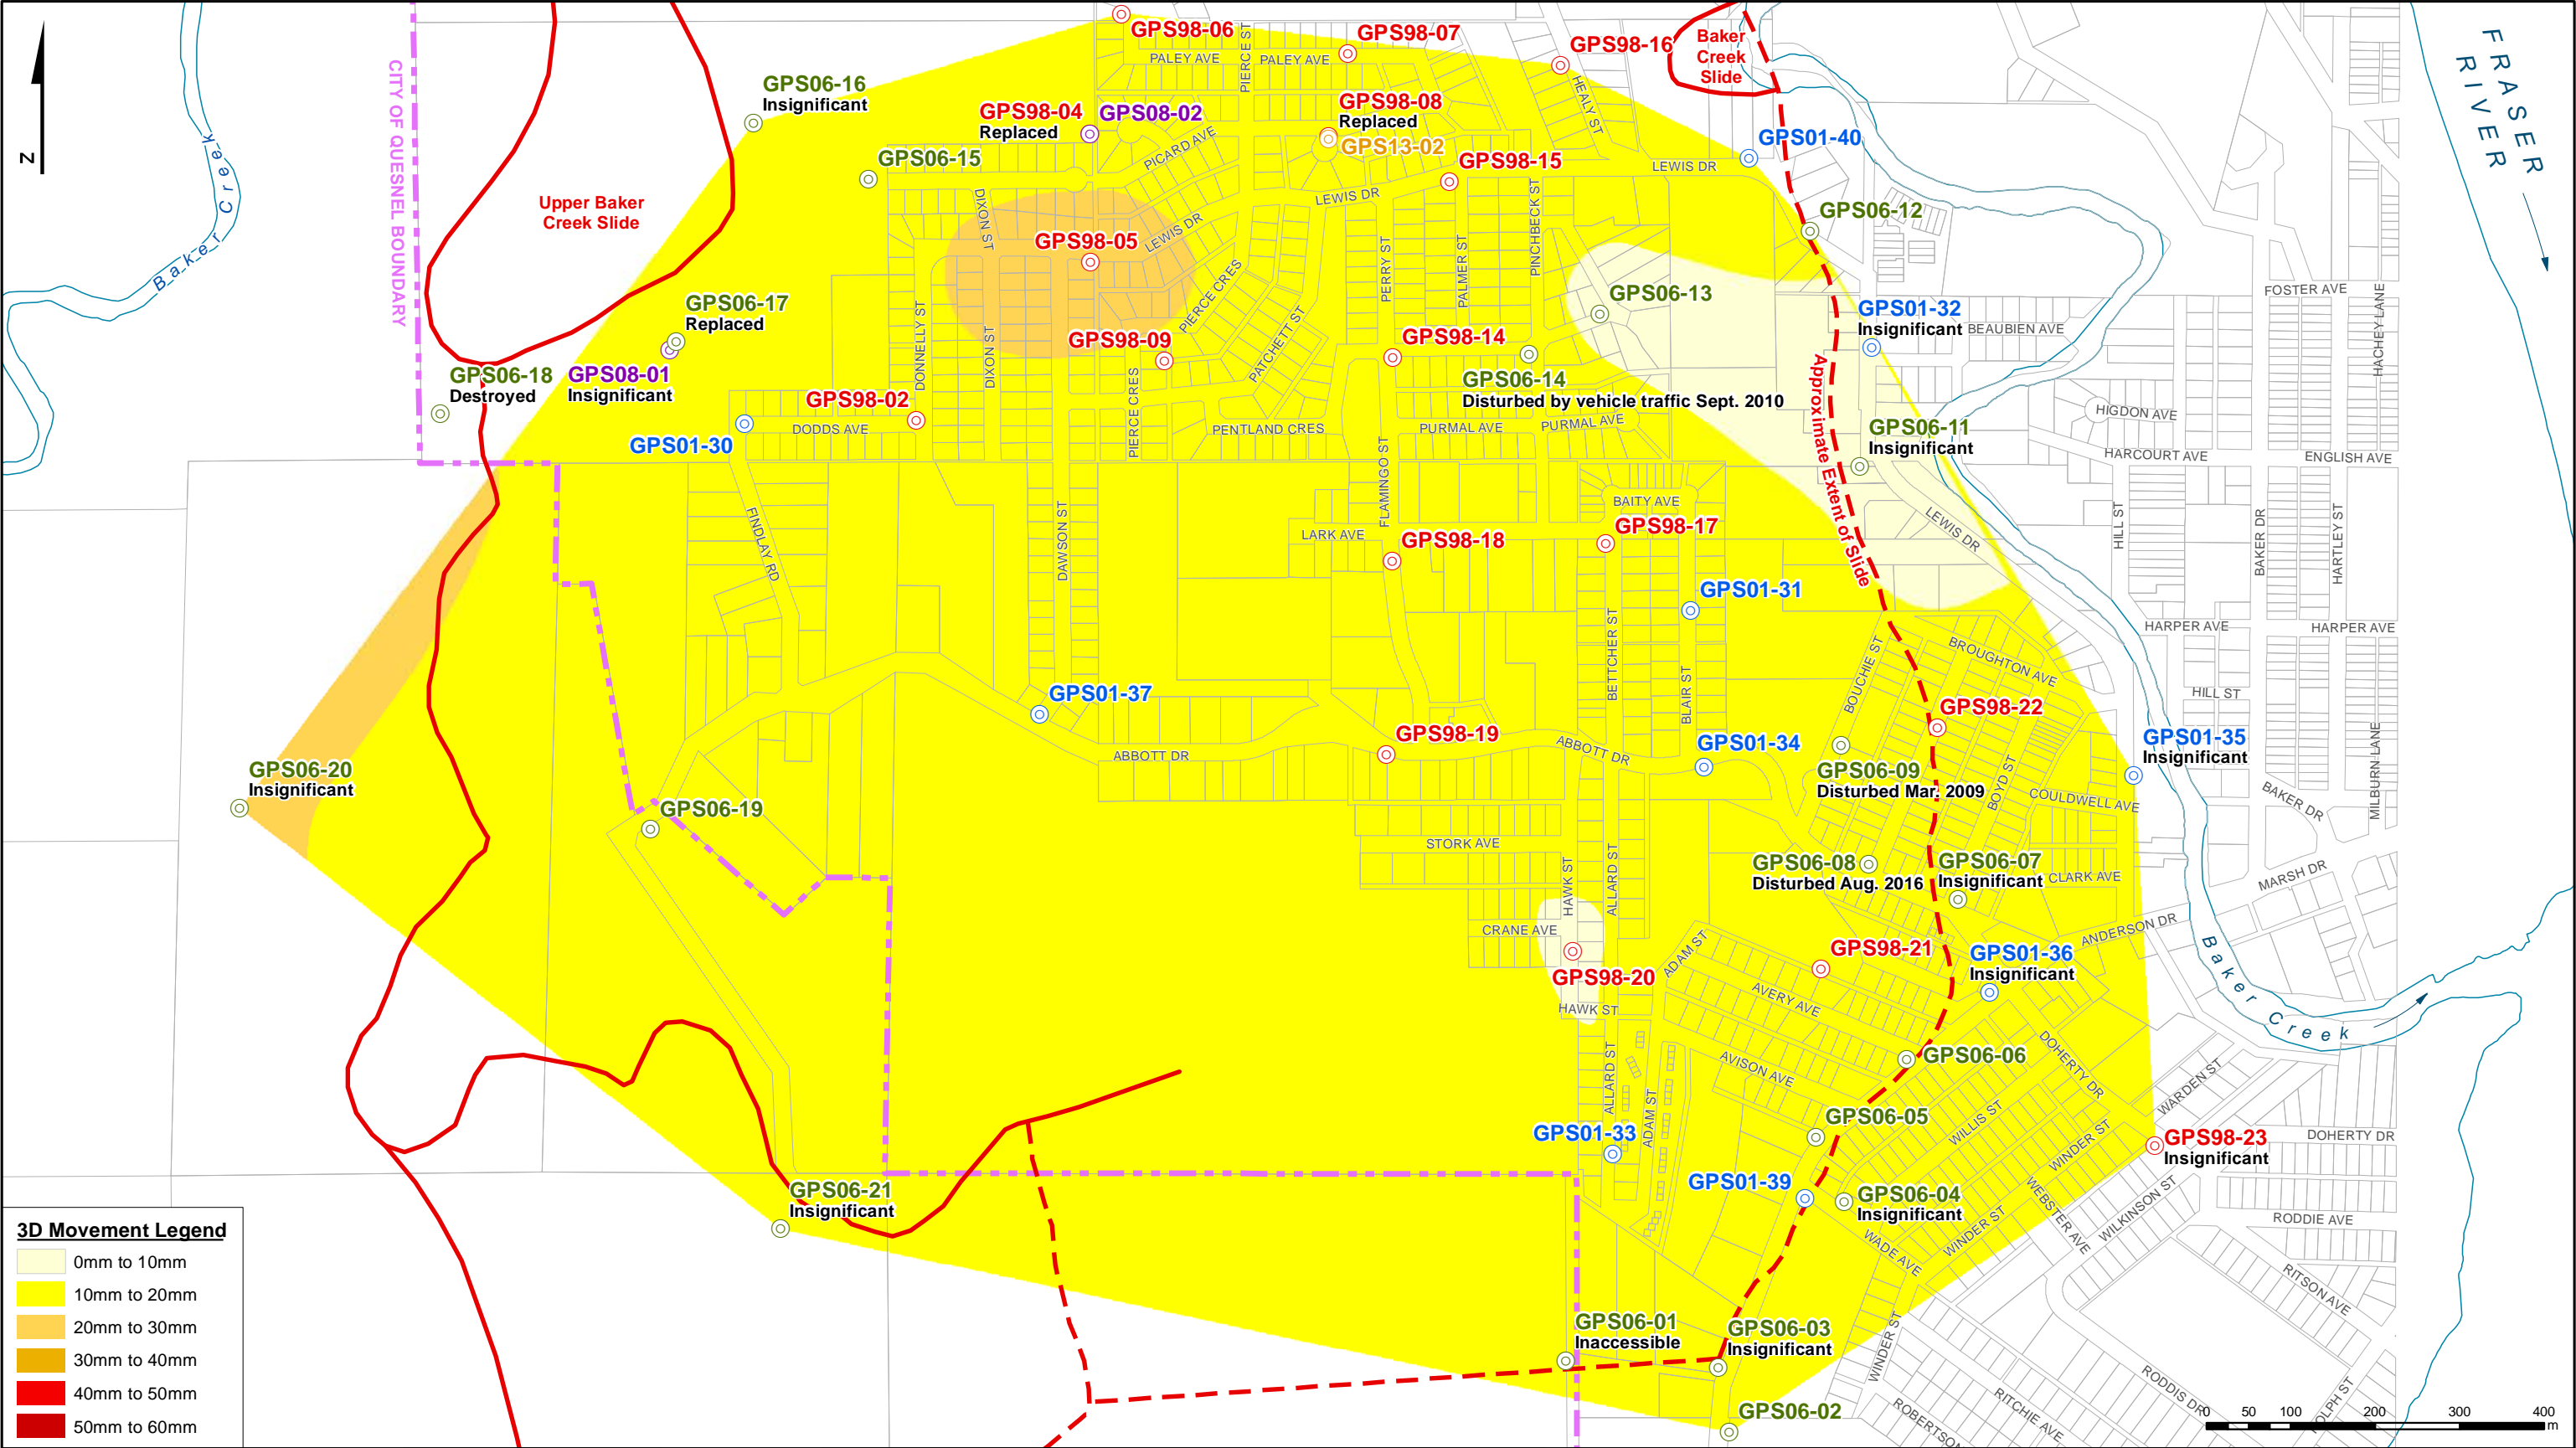 GPS98-06
GPS98-07
GPS98-16
Baker
Creek
Slide
FRASER
RIVER
PALEY AVE
PIERCE ST
PALEY AVE
HEALY ST
CITY OF QUESNEL BOUNDARY
GPS06-16
Insignificant
GPS98-04
Replaced
GPS08-02
GPS98-08
Replaced
GPS13-02
GPS01-40
N
Baker Creek
GPS06-15
PICARD AVE
GPS98-15
LEWIS DR
PINCHBECK ST
Upper Baker
Creek Slide
DIXON ST
LEWIS DR
LEWIS DR
GPS06-12
GPS98-05
PERRY ST
PALMER ST
PIERCE CRES
GPS06-17
Replaced
GPS06-13
GPS01-32
Insignificant
BEAUBIEN AVE
FOSTER AVE
HACHEY LANE
DONNELLY ST
DIXON ST
GPS98-09
PATCHETT ST
GPS98-14
GPS06-18
Destroyed
GPS08-01
Insignificant
GPS06-14
Disturbed by vehicle traffic Sept. 2010
Approximate Extent of Slide
GPS98-02
PIERCE CRES
GPS01-30
DODDS AVE
PENTLAND CRES
PURMAL AVE
PURMAL AVE
GPS06-11
Insignificant
HIGDON AVE
HARCOURT AVE
ENGLISH AVE
FINDLAY RD
DAWSON ST
FLAMINGO ST
LARK AVE
BAITY AVE
GPS98-18
GPS98-17
LEWIS DR
HILL ST
BAKER DR
HARTLEY ST
GPS01-31
BETTCHER ST
BLAIR ST
BOUCHIE ST
BROUGHTON AVE
HARPER AVE
HARPER AVE
GPS01-37
HILL ST
GPS98-22
GPS98-19
ABBOTT DR
ABBOTT DR
GPS01-34
GPS01-35
Insignificant
MILBURN LANE
GPS06-20
Insignificant
GPS06-09
Disturbed Mar. 2009
BOYD ST
COULDWELL AVE
BAKER DR
GPS06-19
STORK AVE
GPS06-08
Disturbed Aug. 2016
GPS06-07
Insignificant
CLARK AVE
MARSH DR
HAWK ST
ALLARD ST
CRANE AVE
GPS98-20
HAWK ST
ADAM ST
GPS98-21
AVERY AVE
GPS01-36
Insignificant
ANDERSON DR
Baker Creek
GPS06-06
AVISON AVE
DOHERTY DR
WARDEN ST
ALLARD ST
ADAM ST
GPS06-05
WILLIS ST
WINDER ST
GPS01-33
GPS98-23
Insignificant
DOHERTY DR
GPS01-39
GPS06-04
Insignificant
GPS06-21
Insignificant
WEBSTER AVE
WILKINSON ST
RODDIE AVE
WADE AVE
WINDER ST
RITSON AVE
GPS06-01
Inaccessible
GPS06-03
Insignificant
WINDER ST
GPS06-02
RODDIS DR
RITCHIE AVE
ROBERTSON
3D Movement Legend
0mm to 10mm
10mm to 20mm
20mm to 30mm
30mm to 40mm
40mm to 50mm
50mm to 60mm
0 50 100 200 300 400
m